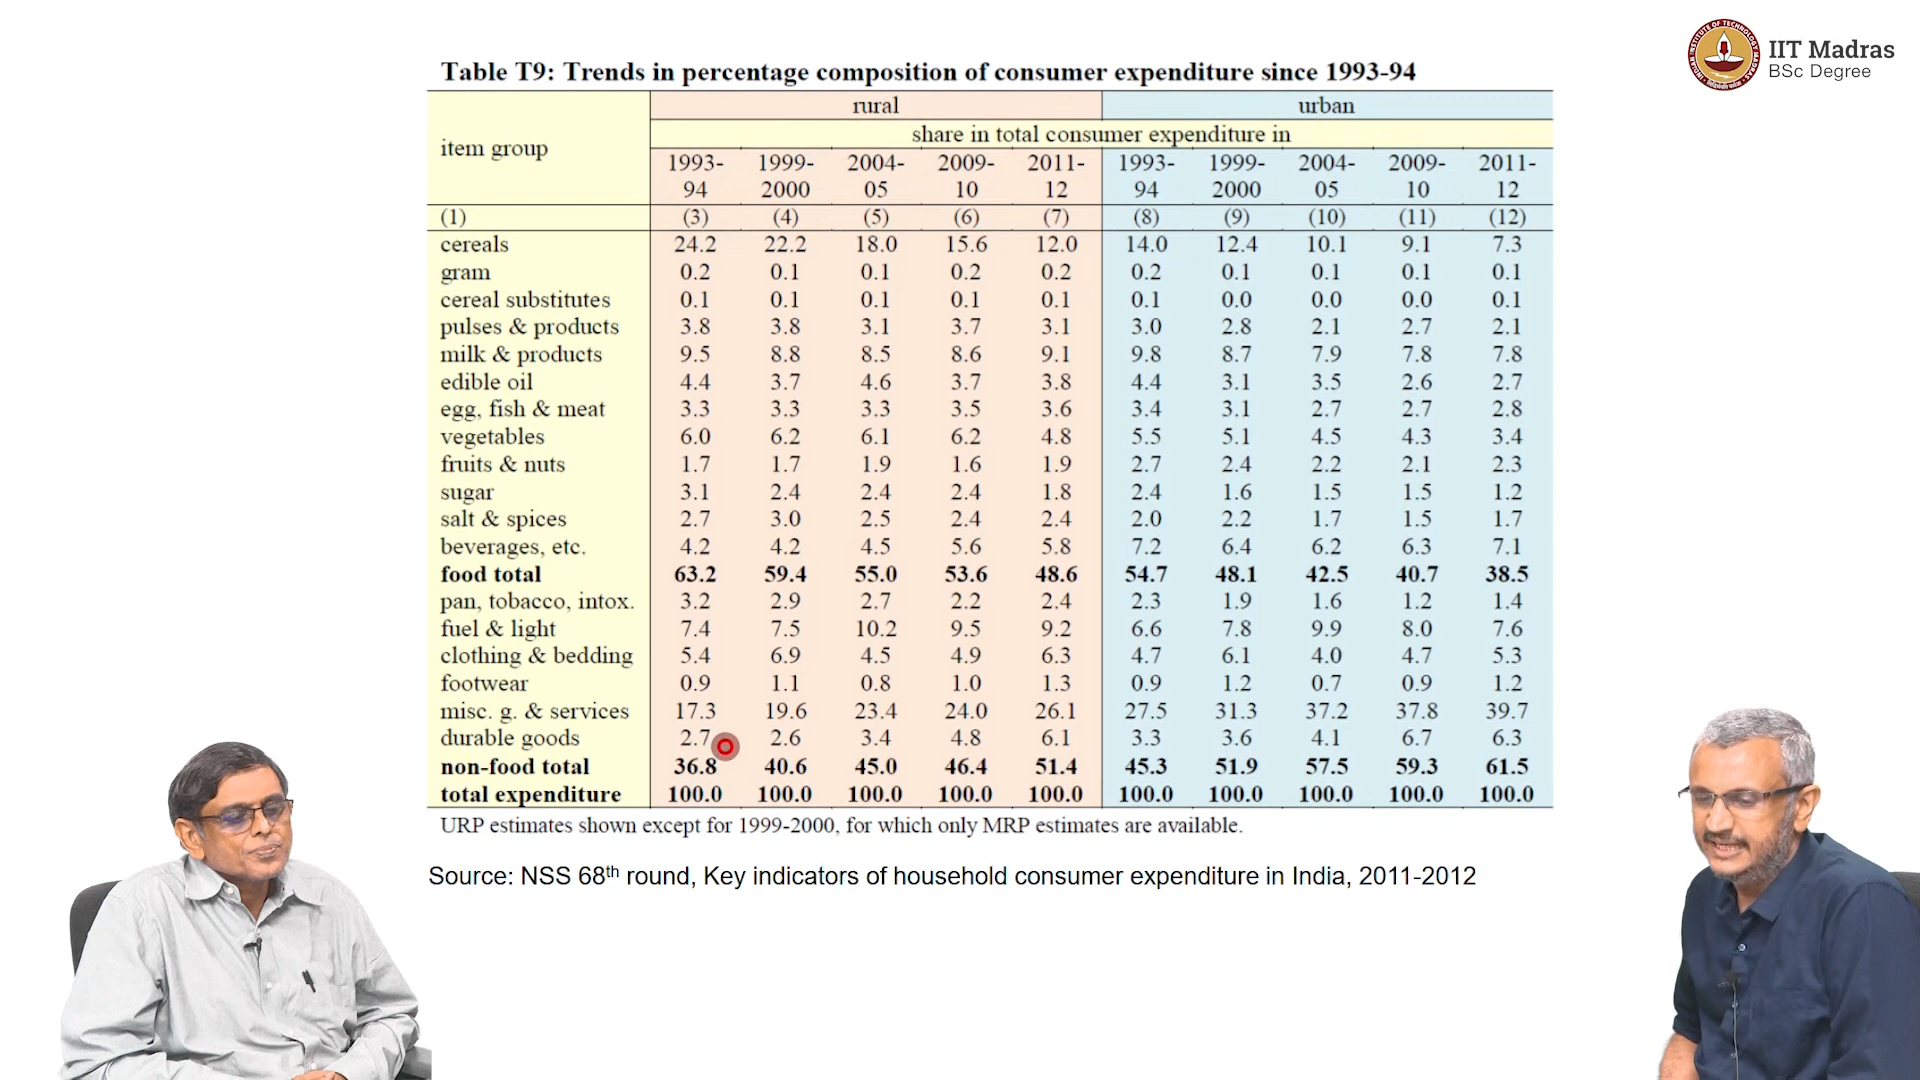 IIT Madras
BSc Degree
Table T9: Trends in percentage composition of consumer expenditure since 1993-94
item group rural urban
share in total consumer expenditure in
1993-94 1999-2000 2004-05 2009-10 2011-12 1993-94 1999-2000 2004-05 2009-10 2011-12
(1) (3) (4) (5) (6) (7) (8) (9) (10) (11) (12)
cereals 24.2 22.2 18.0 15.6 12.0 14.0 12.4 10.1 9.1 7.3
gram 0.2 0.1 0.1 0.2 0.2 0.2 0.1 0.1 0.1 0.1
cereal substitutes 0.1 0.1 0.1 0.1 0.1 0.1 0.0 0.0 0.0 0.1
pulses & products 3.8 3.8 3.1 3.7 3.1 3.0 2.8 2.1 2.7 2.1
milk & products 9.5 8.8 8.5 8.6 9.1 9.8 8.7 7.9 7.8 7.8
edible oil 4.4 3.7 4.6 3.7 3.8 4.4 3.1 3.5 2.6 2.7
egg, fish & meat 3.3 3.3 3.3 3.5 3.6 3.4 3.1 2.7 2.7 2.8
vegetables 6.0 6.2 6.1 6.2 4.8 5.5 5.1 4.5 4.3 3.4
fruits & nuts 1.7 1.7 1.9 1.6 1.9 2.7 2.4 2.2 2.1 2.3
sugar 3.1 2.4 2.4 2.4 1.8 2.4 1.6 1.5 1.5 1.2
salt & spices 2.7 3.0 2.5 2.4 2.4 2.0 2.2 1.7 1.5 1.7
beverages, etc. 4.2 4.2 4.5 5.6 5.8 7.2 6.4 6.2 6.3 7.1
food total 63.2 59.4 55.0 53.6 48.6 54.7 48.1 42.5 40.7 38.5
pan, tobacco, intox. 3.2 2.9 2.7 2.2 2.4 2.3 1.9 1.6 1.2 1.4
fuel & light 7.4 7.5 10.2 9.5 9.2 6.6 7.8 9.9 8.0 7.6
clothing & bedding 5.4 6.9 4.5 4.9 6.3 4.7 6.1 4.0 4.7 5.3
footwear 0.9 1.1 0.8 1.0 1.3 0.9 1.2 0.7 0.9 1.2
misc. g. & services 17.3 19.6 23.4 24.0 26.1 27.5 31.3 37.2 37.8 39.7
durable goods 2.7 2.6 3.4 4.8 6.1 3.3 3.6 4.1 6.7 6.3
non-food total 36.8 40.6 45.0 46.4 51.4 45.3 51.9 57.5 59.3 61.5
total expenditure 100.0 100.0 100.0 100.0 100.0 100.0 100.0 100.0 100.0 100.0
URP estimates shown except for 1999-2000, for which only MRP estimates are available.
Source: NSS 68th round, Key indicators of household consumer expenditure in India, 2011-2012